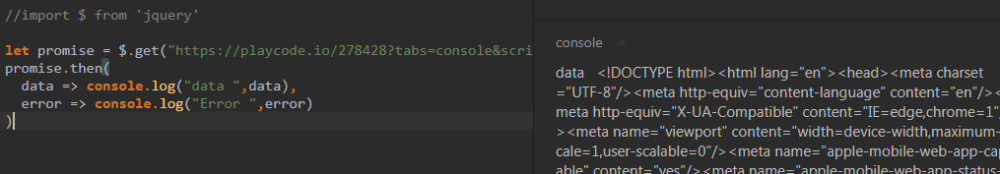 //import $ from 'jquery'
let promise = $.get("https://playcode.io/278428?tabs=console&scri
promise.then(
data => console.log("data ",data),
error => console.log("Error ",error)
)
console ×
data <!DOCTYPE html><html lang="en"><head><meta charset
="UTF-8"/><meta http-equiv="content-language" content="en"/><
meta http-equiv="X-UA-Compatible" content="IE=edge,chrome=1"
><meta name="viewport" content="width=device-width,maximum-
cale=1,user-scalable=0"/><meta name="apple-mobile-web-app-cap
able" content="yes"/><meta name="apple-mobile-web-app-status-